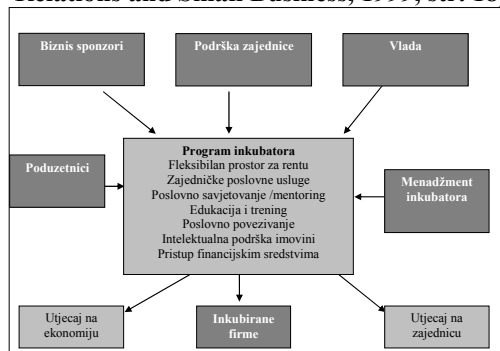 Relations and Small Business, 1999, str.
Biznis sponzori
Podrška zajednice
Vlada
Program inkubatora
Fleksibilan prostor za rentu
Zajedničke poslovne usluge
Poslovno savjetovanje /mentoring
Edukacija i trening
Poslovno povezivanje
Intelektualna podrška imovini
Pristup financijskim sredstvima
Poduzetnici
Menadžment
inkubatora
Utjecaj na
ekonomiju
Inkubirane
firme
Utjecaj na
zajednicu